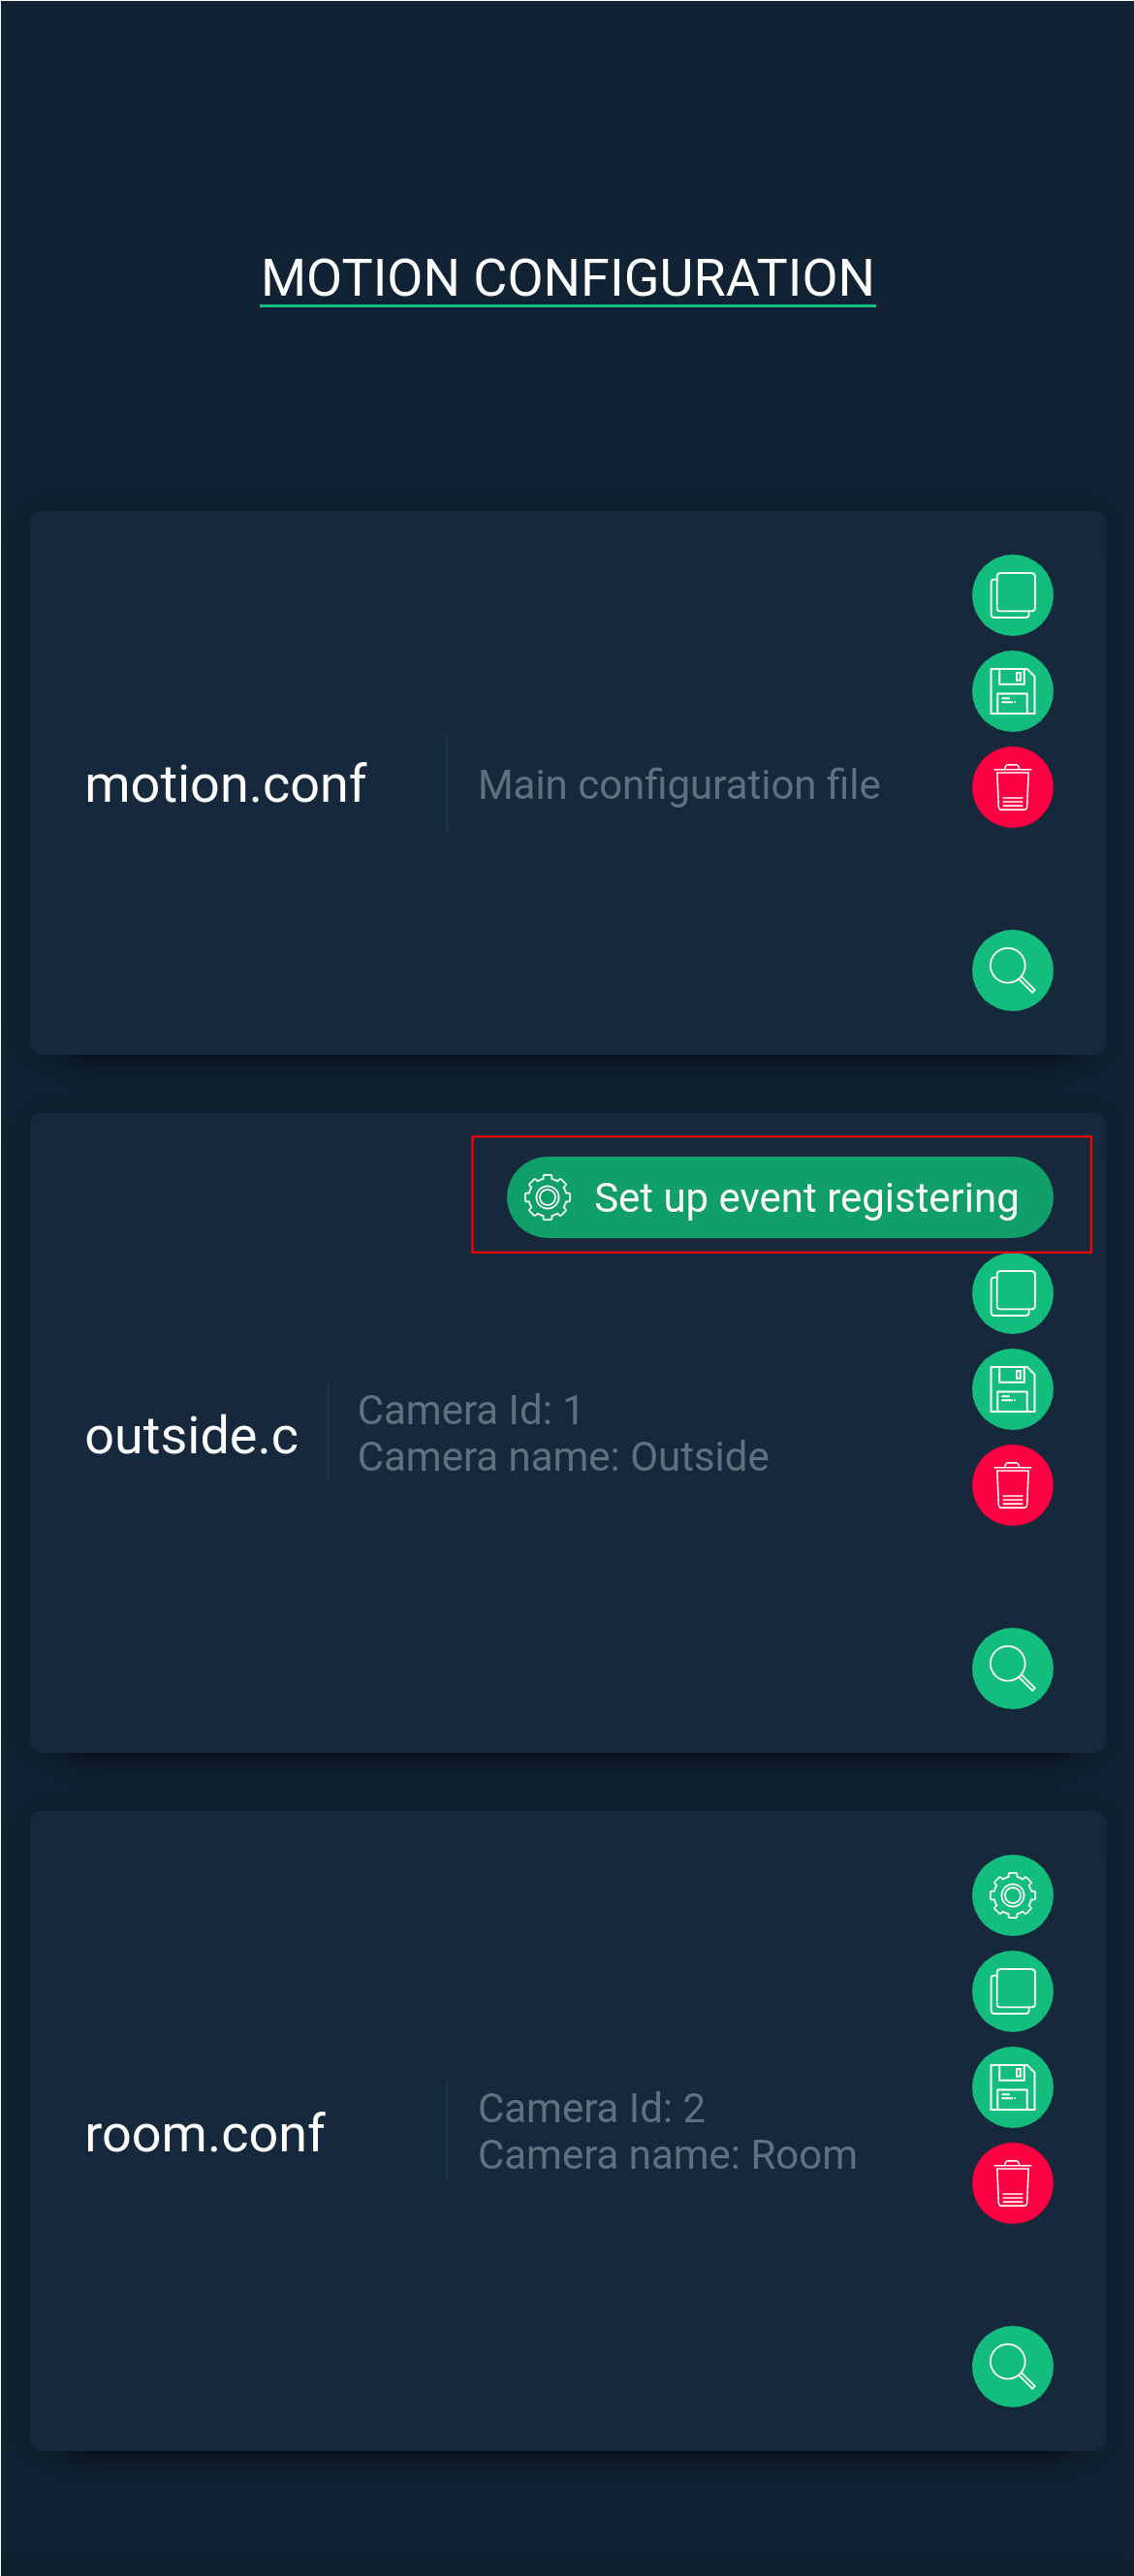 MOTION CONFIGURATION
motion.conf
Main configuration file
Set up event registering
outside.c
Camera Id: 1
Camera name: Outside
room.conf
Camera Id: 2
Camera name: Room